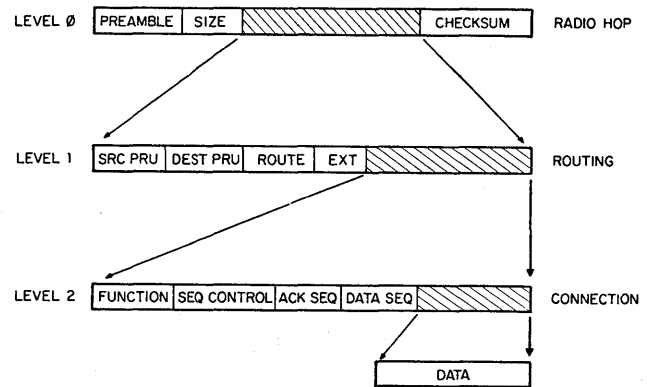 LEVEL Ø PREAMBLE SIZE CHECKSUM RADIO HOP
LEVEL 1 SRC PRU DEST PRU ROUTE EXT ROUTING
LEVEL 2 FUNCTION SEQ CONTROL ACK SEQ DATA SEQ CONNECTION
DATA